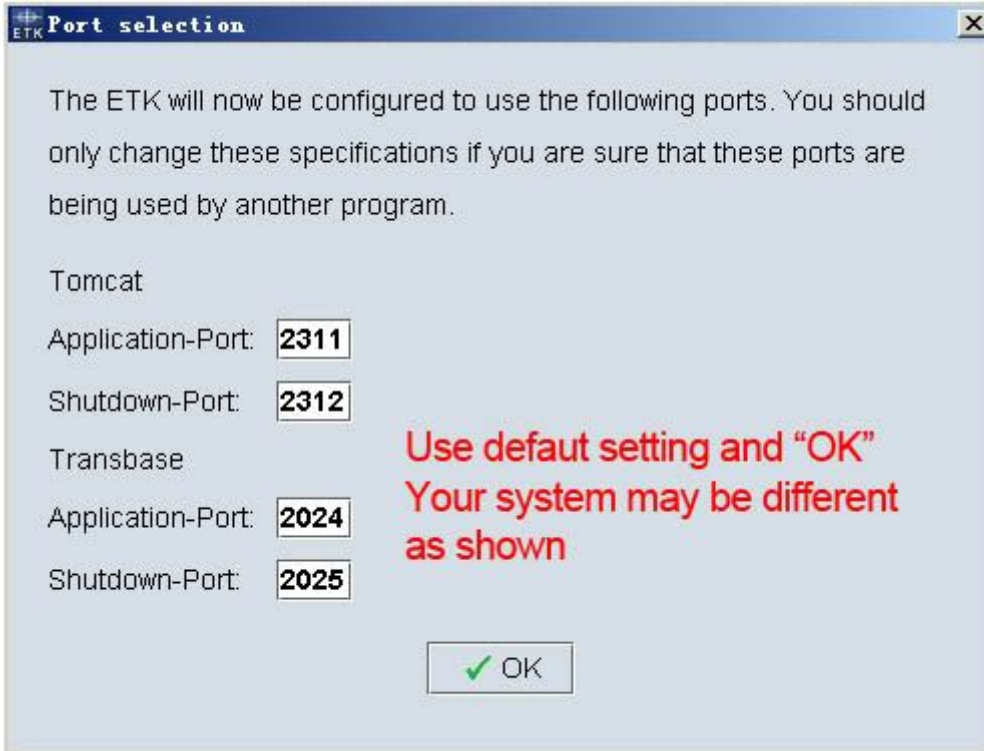 ETK Port selection
The ETK will now be configured to use the following ports. You should
only change these specifications if you are sure that these ports are
being used by another program.
Tomcat
Application-Port: 2311
Shutdown-Port: 2312
Transbase
Application-Port: 2024
Shutdown-Port: 2025
Use defaut setting and “OK”
Your system may be different
as shown
OK